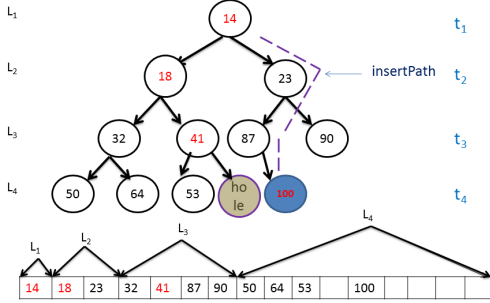 L1 14 t1
L2 18 23 insertPath t2
L3 32 41 87 90 t3
L4 50 64 53 ho
le 100 t4
L1 L2 L3 L4
14 18 23 32 41 87 90 50 64 53 100